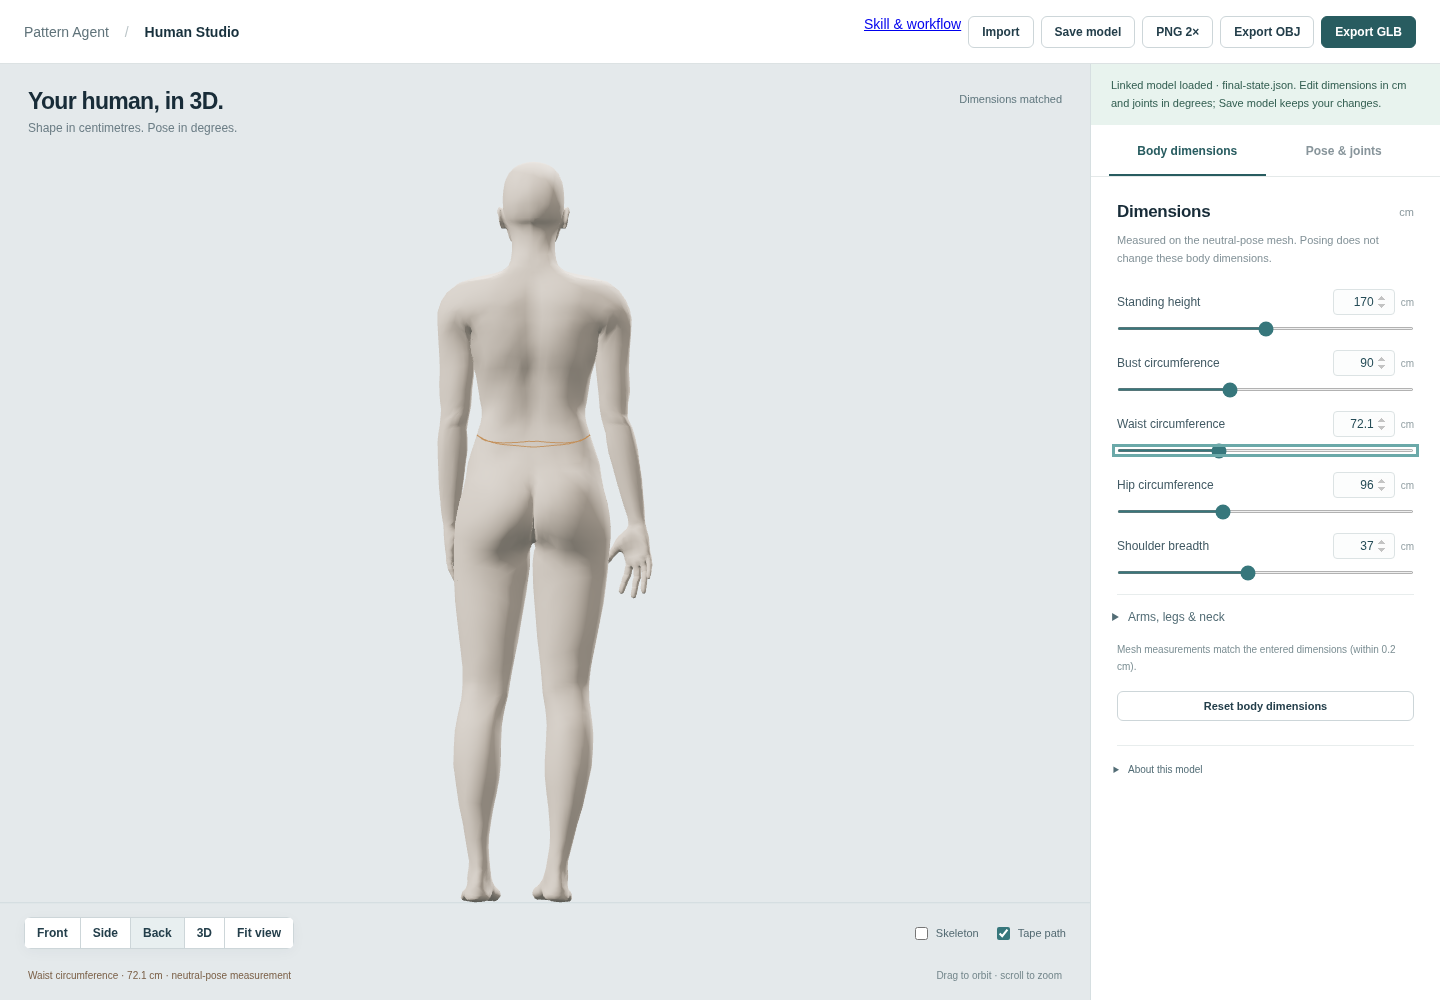 Pattern Agent / Human Studio
Skill & workflow
Import
Save model
PNG 2×
Export OBJ
Export GLB
Your human, in 3D.
Shape in centimetres. Pose in degrees.
Dimensions matched
Linked model loaded · final-state.json. Edit dimensions in cm
and joints in degrees; Save model keeps your changes.
Body dimensions
Pose & joints
Dimensions
cm
Measured on the neutral-pose mesh. Posing does not
change these body dimensions.
Standing height 170 cm
Bust circumference 90 cm
Waist circumference 72.1 cm
Hip circumference 96 cm
Shoulder breadth 37 cm
Arms, legs & neck
Mesh measurements match the entered dimensions (within 0.2
cm).
Reset body dimensions
About this model
Front
Side
Back
3D
Fit view
Skeleton
Tape path
Waist circumference · 72.1 cm · neutral-pose measurement
Drag to orbit · scroll to zoom